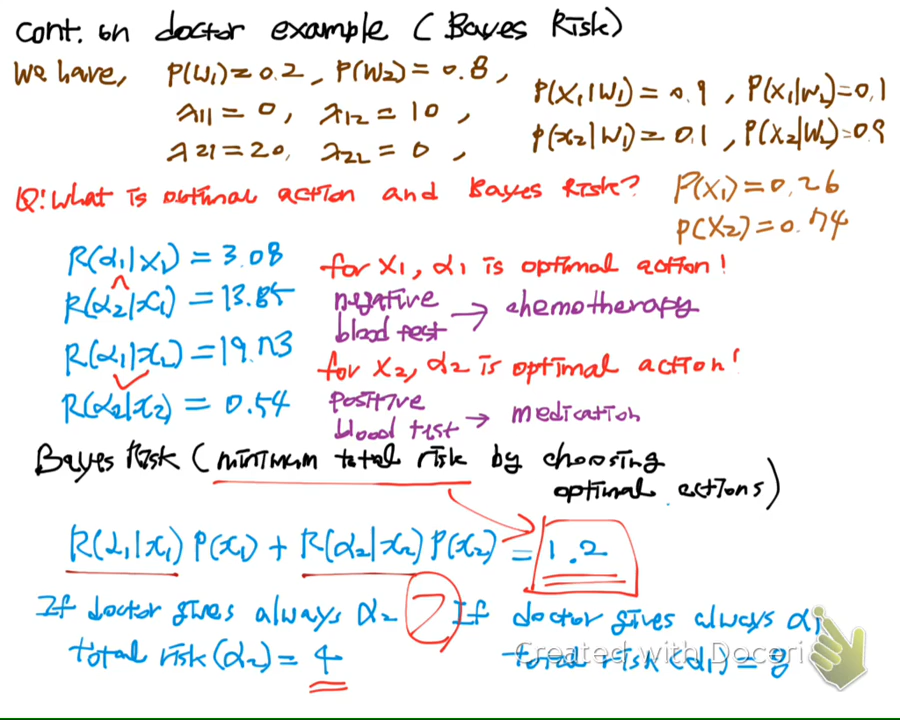 cont. on doctor example ( Bayes Risk)
We have, P(W₁)=0.2, P(W₂)=0.8,
λ11 = 0, λ12 = 10,
λ21=20, λ22 = 0,
P(X₁|W₁) = 0.9, P(X₁|W₂)=0.1
P(x₂|W₁) = 0.1, P(X₂|W₂)=0.9
Q: What is optimal action and Bayes Risk?
P(X₁)=0.26
P(X₂)=0.74
R(α₁|X₁) = 3.08
for X₁, α₁ is optimal action!
R(α₂|x₁) = 13.85
negative blood test → chemotherapy
R(α₁|x₂) = 19.73
for X₂, α₂ is optimal action!
R(α₂|x₂) = 0.54
positive blood test → medication
Bayes Risk (minimum total risk by choosing
optimal actions)
R(α₁|x₁) P(x₁) + R(α₂|x₂) P(x₂) = 1.2
If doctor gives always α₂
total risk(α₂) = 4
If doctor gives always α₁
total risk(α₁) = 8
Created with Doceri